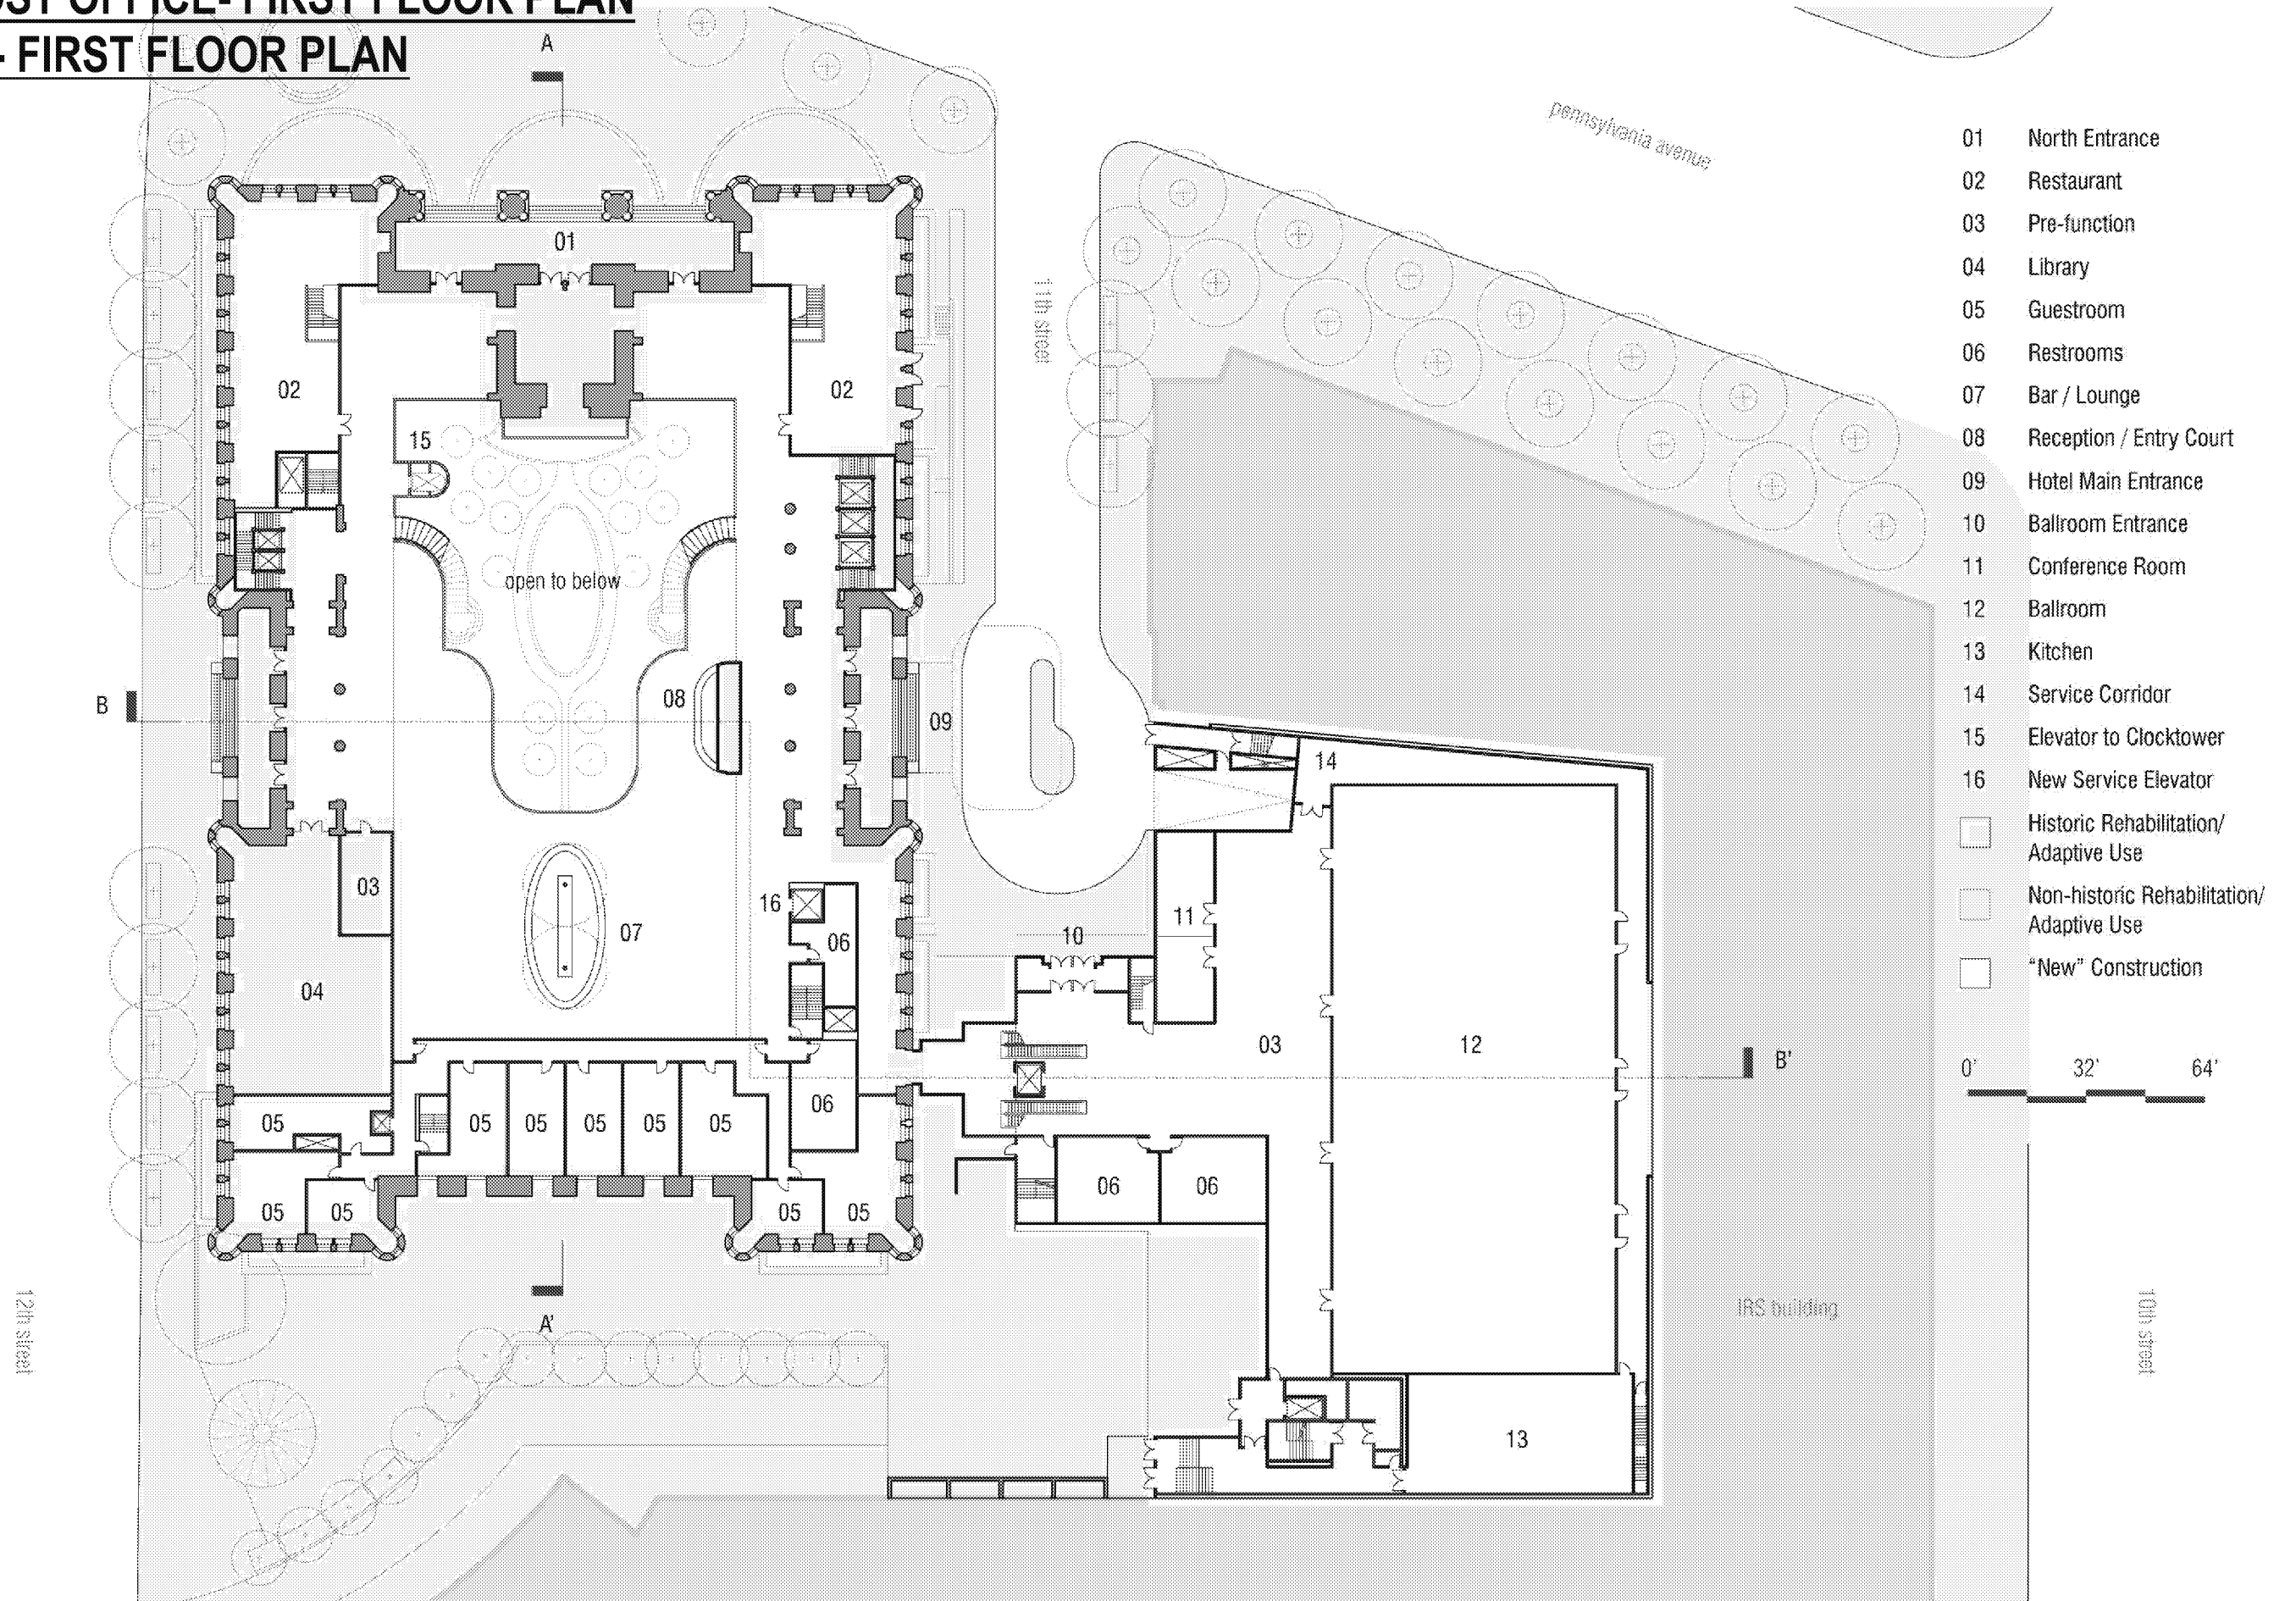 OST OFFICE- FIRST FLOOR PLAN
- FIRST FLOOR PLAN
A
pennsylvania avenue
11th street
01
02
02
15
open to below
08
09
B
14
03
16
07
06
04
11
10
03
12
B'
05
05
05
05
05
05
06
05
05
05
05
06
06
A'
13
IRS building
12th street
10th street
01 North Entrance
02 Restaurant
03 Pre-function
04 Library
05 Guestroom
06 Restrooms
07 Bar / Lounge
08 Reception / Entry Court
09 Hotel Main Entrance
10 Ballroom Entrance
11 Conference Room
12 Ballroom
13 Kitchen
14 Service Corridor
15 Elevator to Clocktower
16 New Service Elevator
Historic Rehabilitation/
Adaptive Use
Non-historic Rehabilitation/
Adaptive Use
"New" Construction
0' 32' 64'